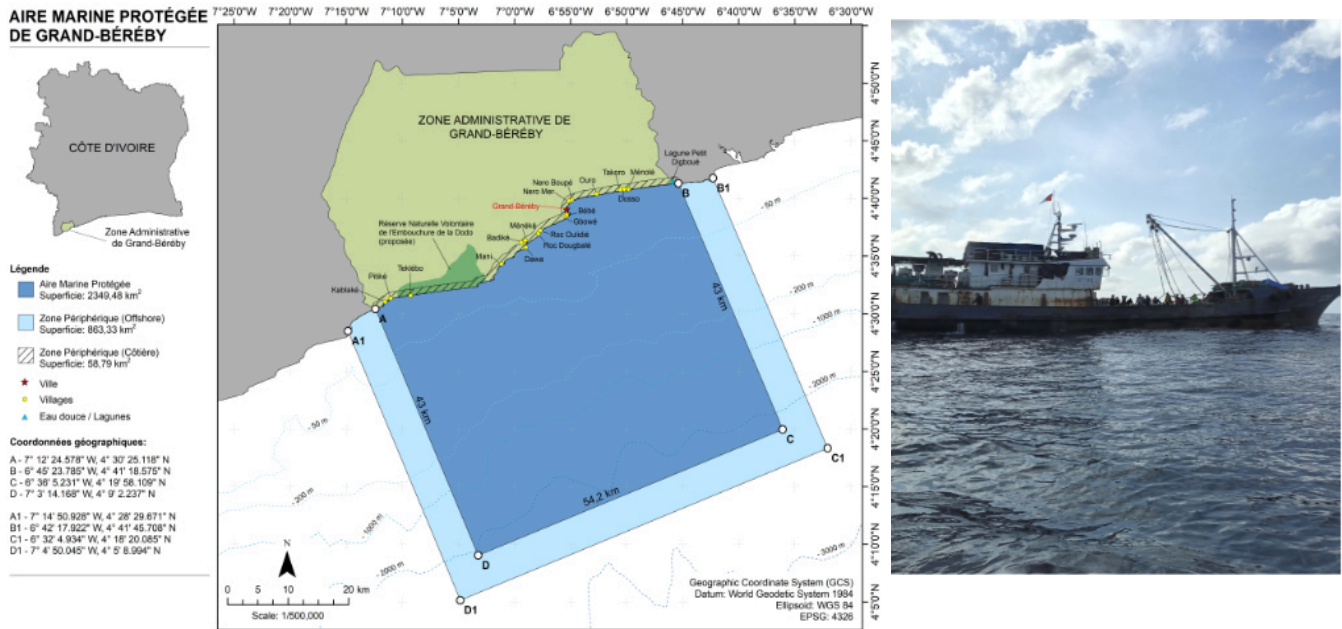 AIRE MARINE PROTÉGÉE
DE GRAND-BÉRÉBY
CÔTE D'IVOIRE
Zone Administrative
de Grand-Béréby
Légende
Aire Marine Protégée
Superficie: 2349,48 km²
Zone Périphérique (Offshore)
Superficie: 863,33 km²
Zone Périphérique (Côtière)
Superficie: 58,79 km²
Ville
Villages
Eau douce / Lagunes
Coordonnées géographiques:
A - 7° 12' 24.578" W, 4° 30' 25.118" N
B - 6° 45' 23.785" W, 4° 41' 18.575" N
C - 6° 36' 5.231" W, 4° 19' 58.109" N
D - 7° 3' 14.168" W, 4° 9' 2.237" N
A1 - 7° 14' 50.928" W, 4° 28' 29.671" N
B1 - 6° 42' 17.922" W, 4° 41' 45.708" N
C1 - 6° 32' 4.934" W, 4° 18' 20.085" N
D1 - 7° 4' 50.045" W, 4° 5' 8.994" N
N
0 5 10 20 km
Scale: 1/500,000
7°25'0"W 7°20'0"W 7°15'0"W 7°10'0"W 7°5'0"W 7°0'0"W 6°55'0"W 6°50'0"W 6°45'0"W 6°40'0"W 6°35'0"W 6°30'0"W
4°50'0"N
4°45'0"N
4°40'0"N
4°35'0"N
4°30'0"N
4°25'0"N
4°20'0"N
4°15'0"N
4°10'0"N
4°5'0"N
ZONE ADMINISTRATIVE DE
GRAND-BÉRÉBY
Lagune Petit
Digboué
Ménolé
Takoro
Ouro
Nero Boupé
Nero Mer
Dosso
Grand-Béréby
Bébé
Gbowé
Réserve Naturelle Volontaire
de l'Embouchure de la Dodo
(proposée)
Ménéké
Roc Oulidié
Badiké
Roc Dougbalé
Dawa
Mani
Teklébo
Pitiké
Kablaké
A
A1
B
B1
C
C1
D
D1
43 km
43 km
54,2 km
- 50 m
- 200 m
- 1000 m
- 2000 m
- 50 m
- 200 m
- 1000 m
- 2000 m
- 3000 m
Geographic Coordinate System (GCS)
Datum: World Geodetic System 1984
Ellipsoid: WGS 84
EPSG: 4326